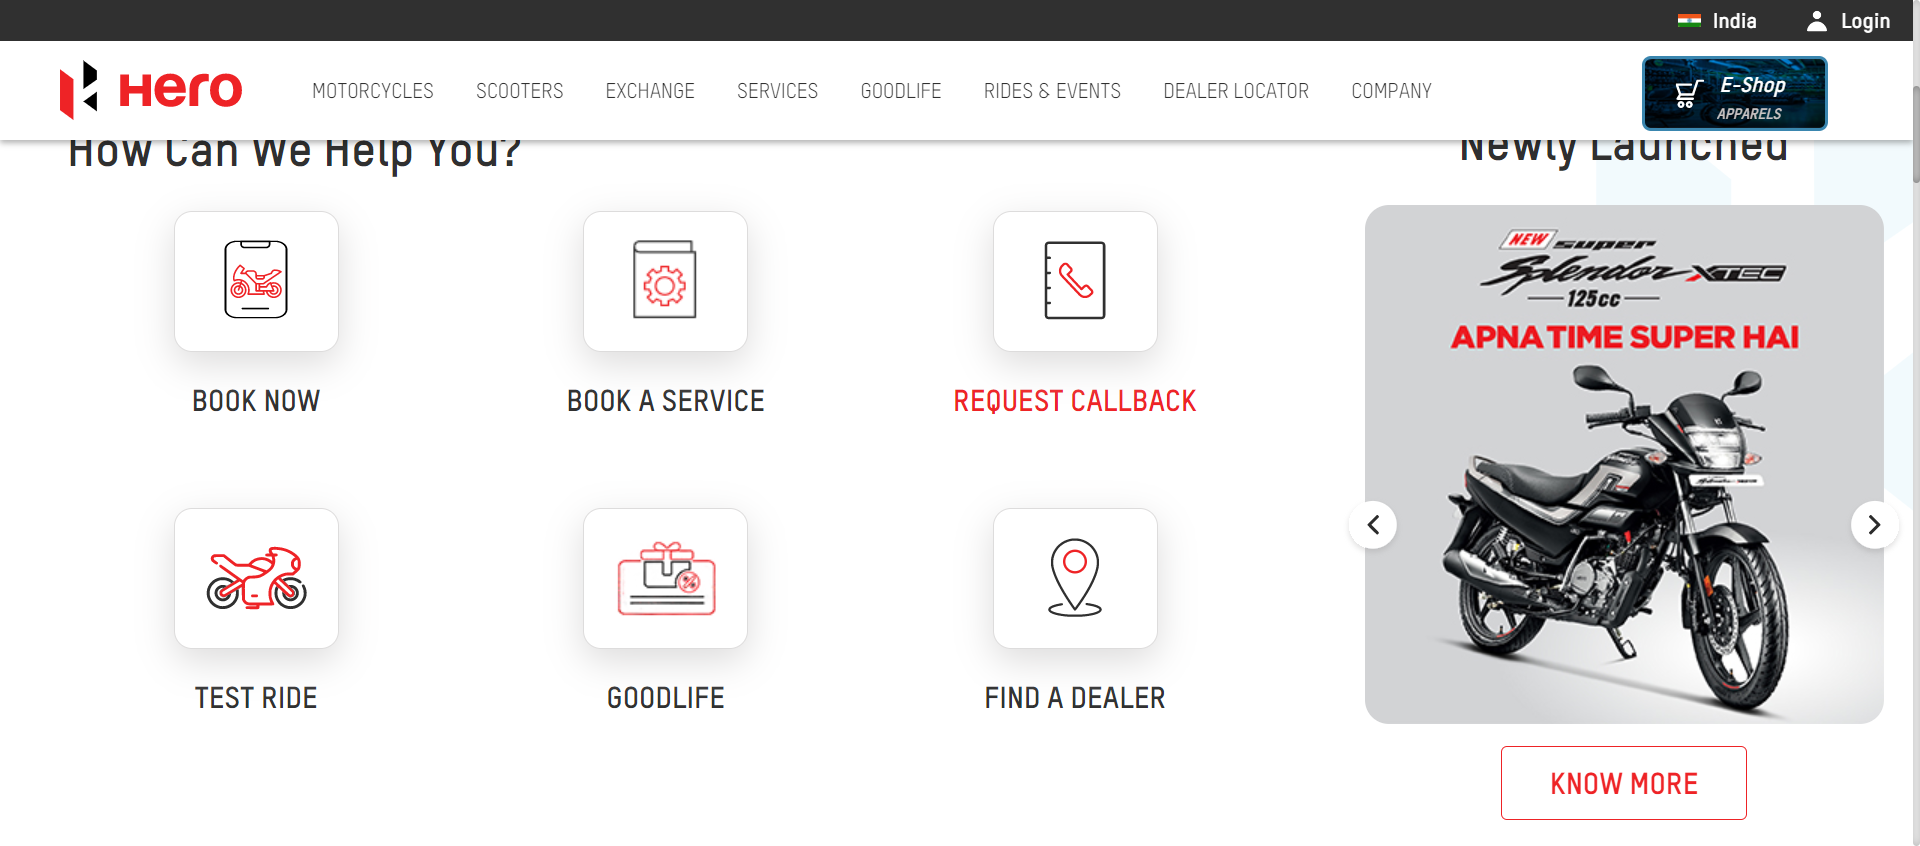 India
Login
Hero
MOTORCYCLES
SCOOTERS
EXCHANGE
SERVICES
GOODLIFE
RIDES & EVENTS
DEALER LOCATOR
COMPANY
E-Shop
APPARELS
How Can We Help You?
Newly Launched
BOOK NOW
BOOK A SERVICE
REQUEST CALLBACK
TEST RIDE
GOODLIFE
FIND A DEALER
NEW super
Splendor XTEC
125cc
APNA TIME SUPER HAI
KNOW MORE